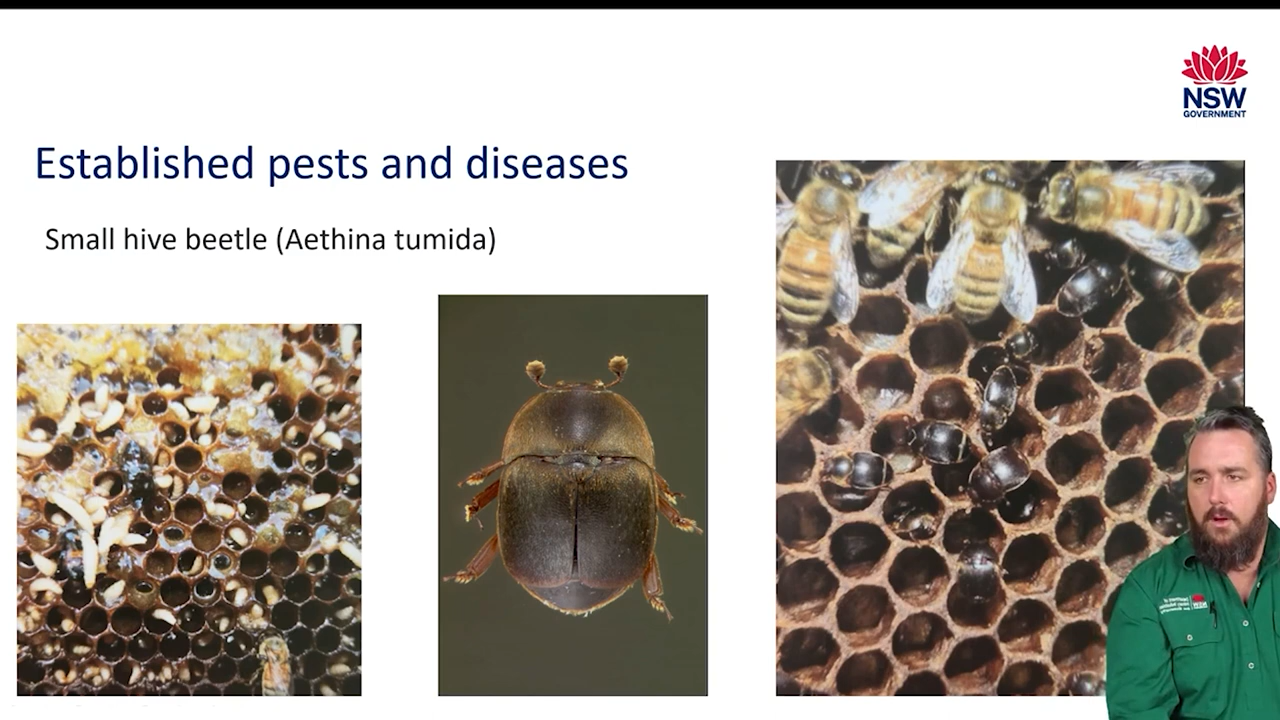 NSW
GOVERNMENT
Established pests and diseases
Small hive beetle (Aethina tumida)